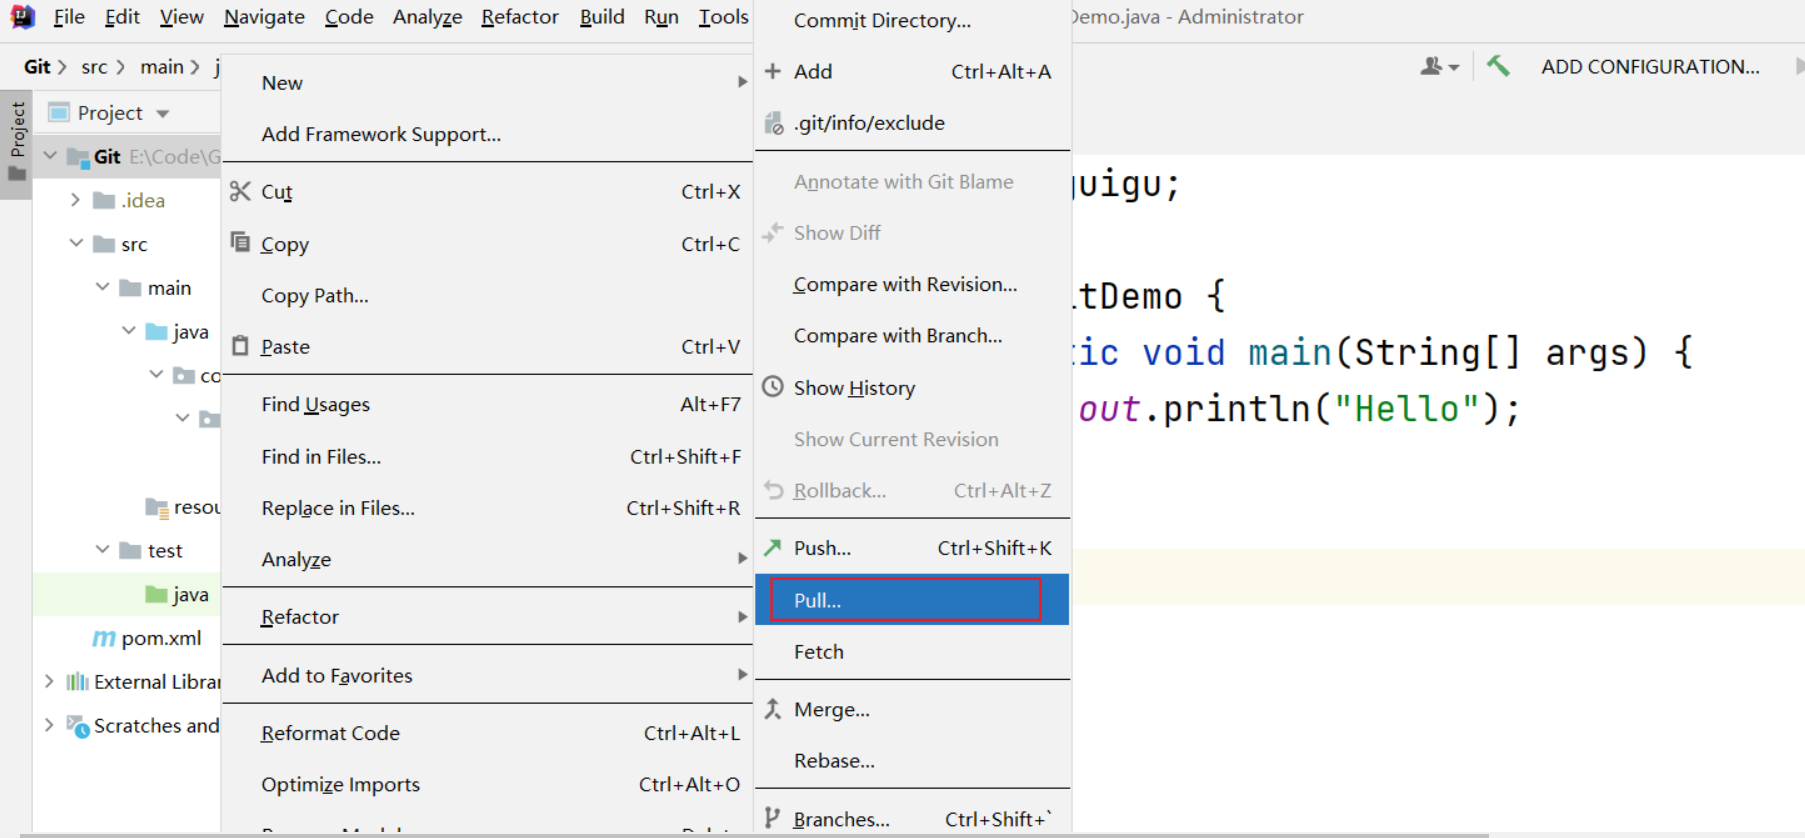 File Edit View Navigate Code Analyze Refactor Build Run Tools
Demo.java - Administrator
Git src main
ADD CONFIGURATION...
Project
Project
Git E:\Code\G
.idea
src
main
java
co
resou
test
java
pom.xml
External Librar
Scratches and
New
Add Framework Support...
Cut Ctrl+X
Copy Ctrl+C
Copy Path...
Paste Ctrl+V
Find Usages Alt+F7
Find in Files... Ctrl+Shift+F
Replace in Files... Ctrl+Shift+R
Analyze
Refactor
Add to Favorites
Reformat Code Ctrl+Alt+L
Optimize Imports Ctrl+Alt+O
Commit Directory...
Add Ctrl+Alt+A
.git/info/exclude
Annotate with Git Blame
Show Diff
Compare with Revision...
Compare with Branch...
Show History
Show Current Revision
Rollback... Ctrl+Alt+Z
Push... Ctrl+Shift+K
Pull...
Fetch
Merge...
Rebase...
Branches... Ctrl+Shift+`
uigu;
tDemo {
tic void main(String[] args) {
out.println("Hello");